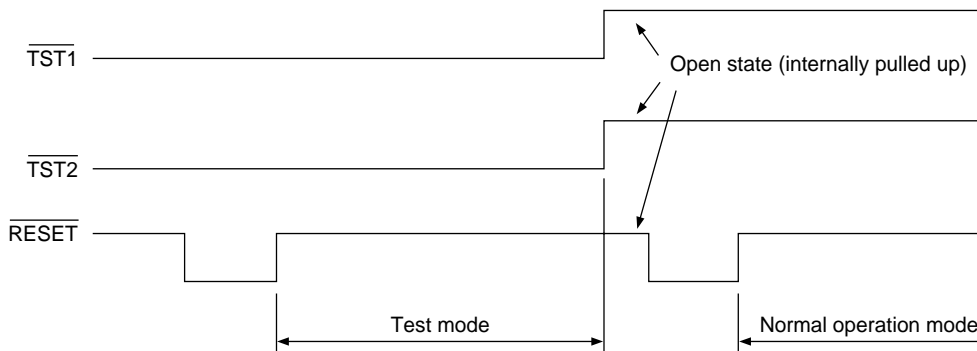 TST1
Open state (internally pulled up)
TST2
RESET
Test mode
Normal operation mode